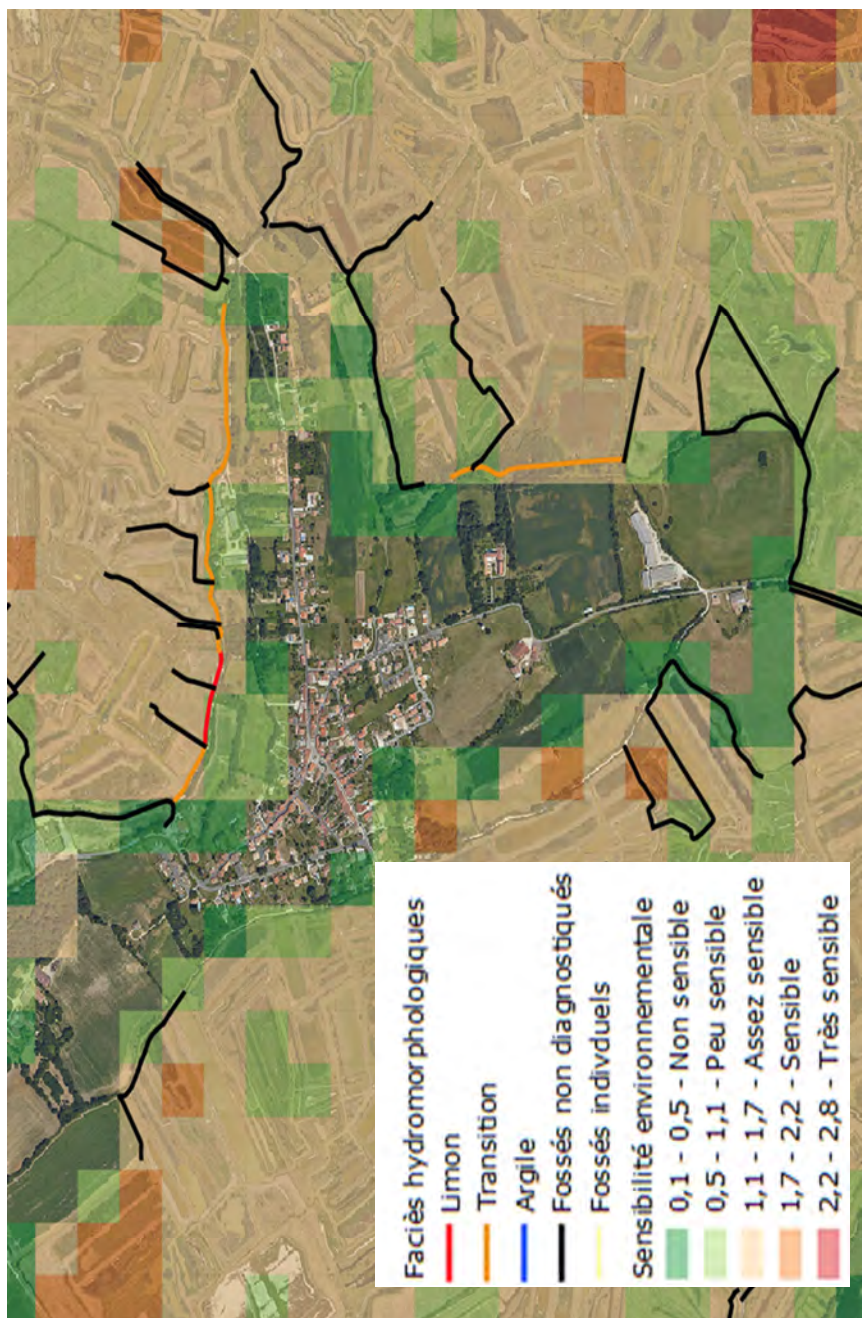 Faciès hydromorphologiques
Limon
Transition
Argile
Fossés non diagnostiqués
Fossés indivduels
Sensibilité environnementale
0,1 - 0,5 - Non sensible
0,5 - 1,1 - Peu sensible
1,1 - 1,7 - Assez sensible
1,7 - 2,2 - Sensible
2,2 - 2,8 - Très sensible